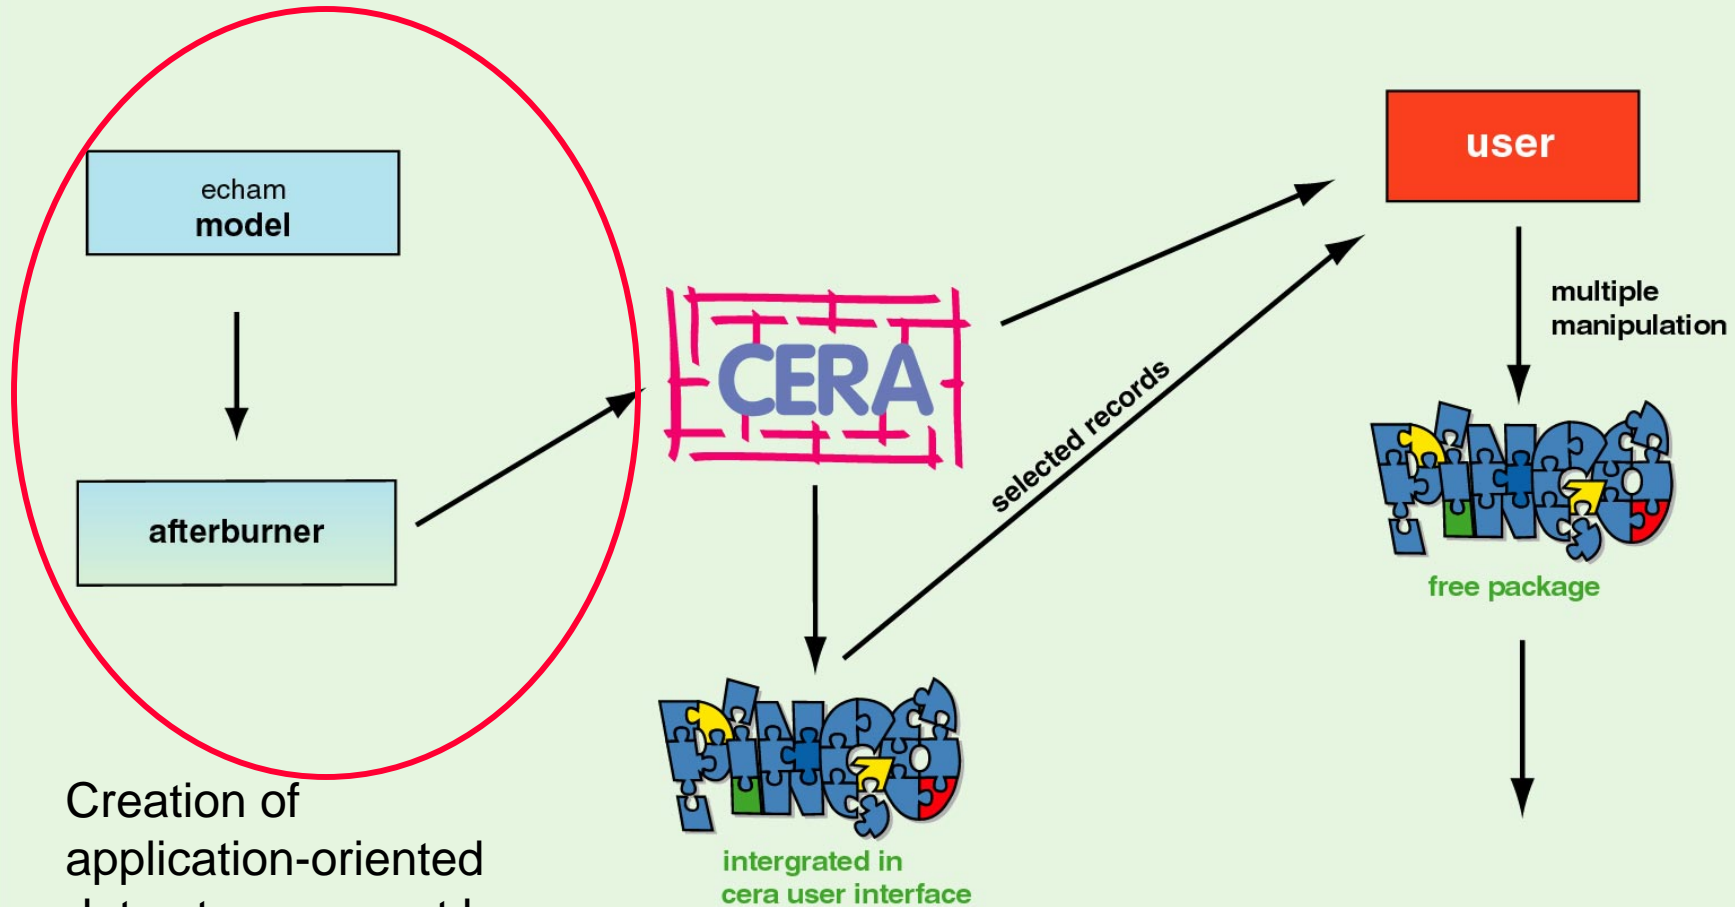 echam
model
afterburner
CERA
selected records
user
multiple
manipulation
PINGO
free package
PINGO
intergrated in
cera user interface
Creation of
application-oriented